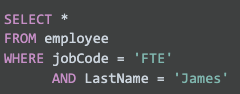 SELECT *
FROM employee
WHERE jobCode = 'FTE'
AND LastName = 'James'